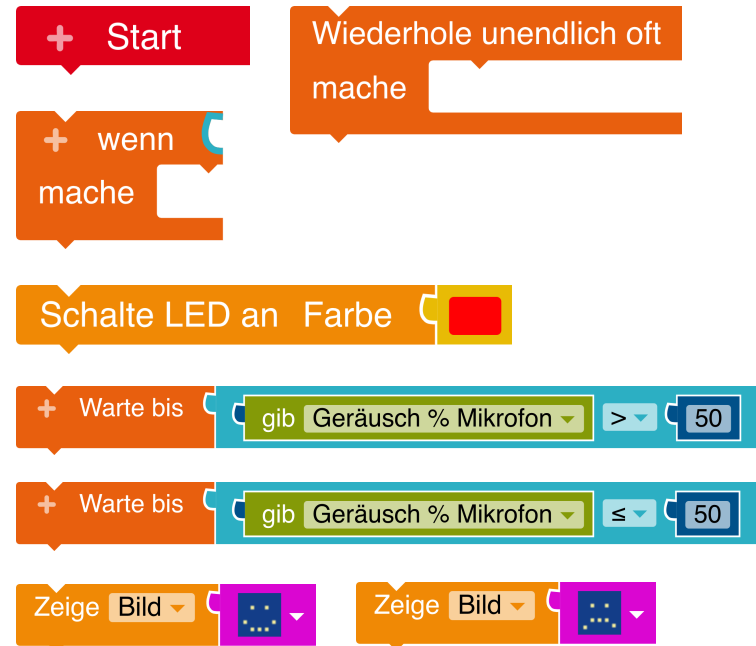 + Start
Wiederhole unendlich oft
mache
+ wenn
mache
Schalte LED an Farbe
+ Warte bis gib Geräusch % Mikrofon > 50
+ Warte bis gib Geräusch % Mikrofon ≤ 50
Zeige Bild
Zeige Bild